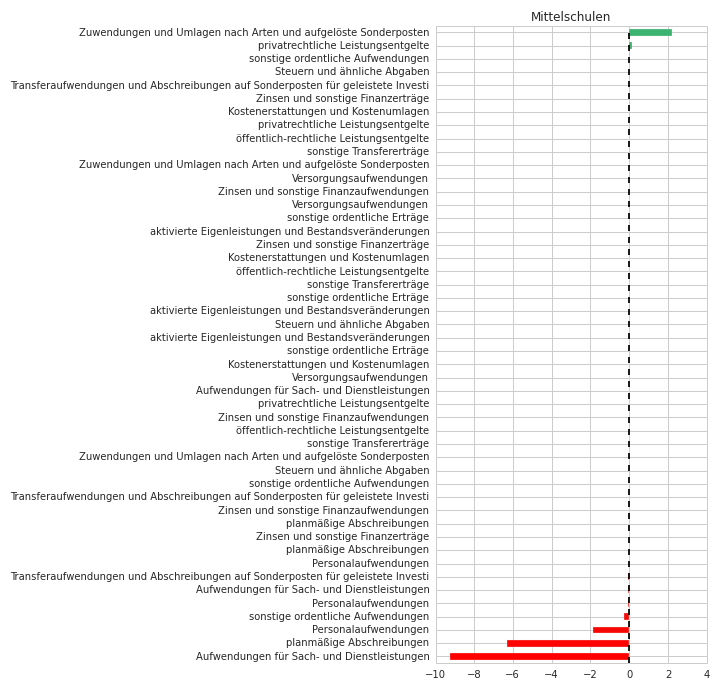 Mittelschulen
Zuwendungen und Umlagen nach Arten und aufgelöste Sonderposten
privatrechtliche Leistungsentgelte
sonstige ordentliche Aufwendungen
Steuern und ähnliche Abgaben
Transferaufwendungen und Abschreibungen auf Sonderposten für geleistete Investi
Zinsen und sonstige Finanzerträge
Kostenerstattungen und Kostenumlagen
privatrechtliche Leistungsentgelte
öffentlich-rechtliche Leistungsentgelte
sonstige Transfererträge
Zuwendungen und Umlagen nach Arten und aufgelöste Sonderposten
Versorgungsaufwendungen
Zinsen und sonstige Finanzaufwendungen
Versorgungsaufwendungen
sonstige ordentliche Erträge
aktivierte Eigenleistungen und Bestandsveränderungen
Zinsen und sonstige Finanzerträge
Kostenerstattungen und Kostenumlagen
öffentlich-rechtliche Leistungsentgelte
sonstige Transfererträge
sonstige ordentliche Erträge
aktivierte Eigenleistungen und Bestandsveränderungen
Steuern und ähnliche Abgaben
aktivierte Eigenleistungen und Bestandsveränderungen
sonstige ordentliche Erträge
Kostenerstattungen und Kostenumlagen
Versorgungsaufwendungen
Aufwendungen für Sach- und Dienstleistungen
privatrechtliche Leistungsentgelte
Zinsen und sonstige Finanzaufwendungen
öffentlich-rechtliche Leistungsentgelte
sonstige Transfererträge
Zuwendungen und Umlagen nach Arten und aufgelöste Sonderposten
Steuern und ähnliche Abgaben
sonstige ordentliche Aufwendungen
Transferaufwendungen und Abschreibungen auf Sonderposten für geleistete Investi
Zinsen und sonstige Finanzaufwendungen
planmäßige Abschreibungen
Zinsen und sonstige Finanzerträge
planmäßige Abschreibungen
Personalaufwendungen
Transferaufwendungen und Abschreibungen auf Sonderposten für geleistete Investi
Aufwendungen für Sach- und Dienstleistungen
Personalaufwendungen
sonstige ordentliche Aufwendungen
Personalaufwendungen
planmäßige Abschreibungen
Aufwendungen für Sach- und Dienstleistungen
−10 −8 −6 −4 −2 0 2 4